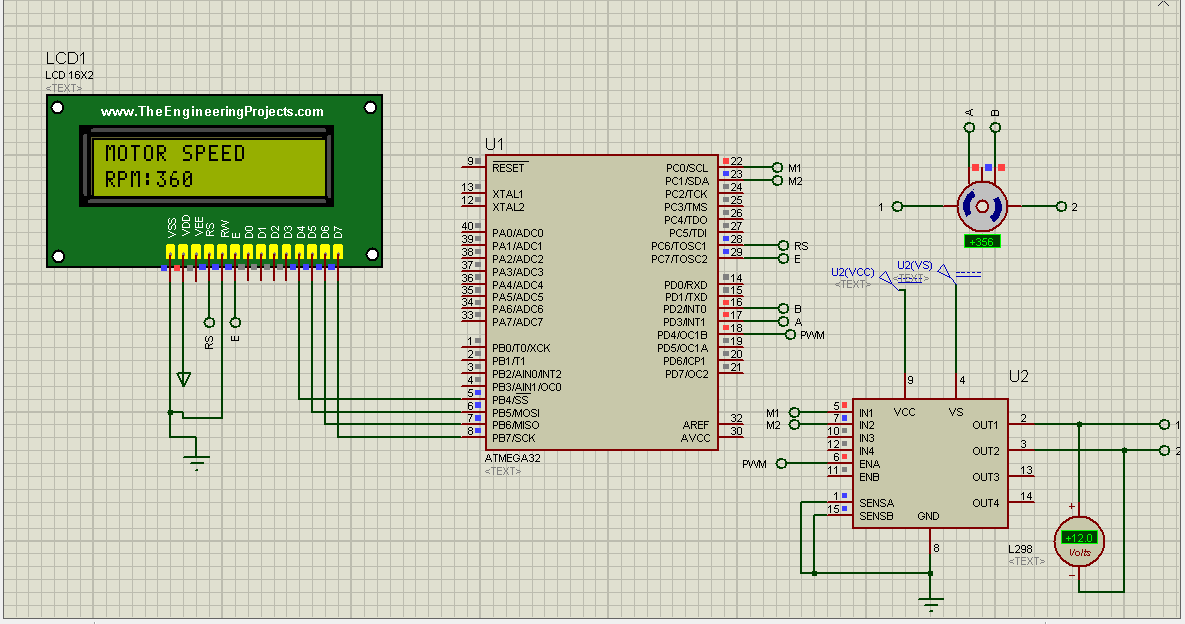 LCD1
LCD 16X2
<TEXT>
www.TheEngineeringProjects.com
MOTOR SPEED
RPM:360
VSS
VDD
VEE
RS
RW
E
D0
D1
D2
D3
D4
D5
D6
D7
RS
E
U1
9 RESET
13 XTAL1
12 XTAL2
40 PA0/ADC0
39 PA1/ADC1
38 PA2/ADC2
37 PA3/ADC3
36 PA4/ADC4
35 PA5/ADC5
34 PA6/ADC6
33 PA7/ADC7
1 PB0/T0/XCK
2 PB1/T1
3 PB2/AIN0/INT2
4 PB3/AIN1/OC0
5 PB4/SS
6 PB5/MOSI
7 PB6/MISO
8 PB7/SCK
PC0/SCL 22 M1
PC1/SDA 23 M2
PC2/TCK 24
PC3/TMS 25
PC4/TDO 26
PC5/TDI 27
PC6/TOSC1 28 RS
PC7/TOSC2 29 E
PD0/RXD 14
PD1/TXD 15
PD2/INT0 16 B
PD3/INT1 17 A
PD4/OC1B 18 PWM
PD5/OC1A 19
PD6/ICP1 20
PD7/OC2 21
AREF 32
AVCC 30
ATMEGA32
<TEXT>
A
B
1
2
+356
U2(VCC)
<TEXT>
U2(VS)
<TEXT>
U2
9
4
VCC
VS
M1 5 IN1
M2 7 IN2
10 IN3
12 IN4
PWM 6 ENA
11 ENB
1 SENSA
15 SENSB
GND
8
OUT1 2 1
OUT2 3 2
OUT3 13
OUT4 14
L298
<TEXT>
+
+12.0
Volts
−